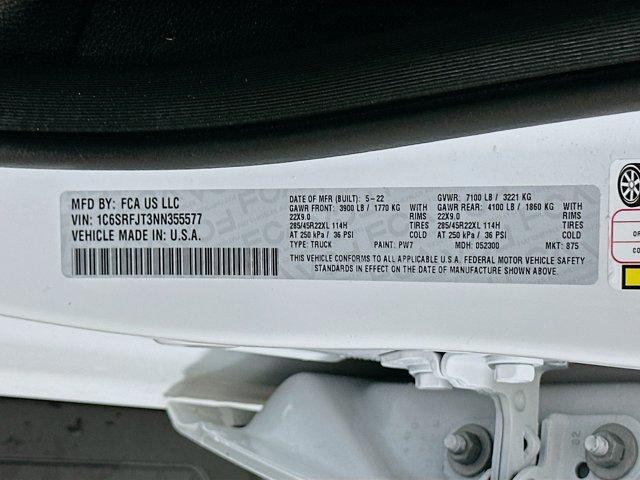 MFD BY: FCA US LLC
VIN: 1C6SRFJT3NN355577
VEHICLE MADE IN: U.S.A.
DATE OF MFR (BUILT): 5-22
GAWR FRONT: 3900 LB / 1770 KG WITH
22X9.0 RIMS
285/45R22XL 114H TIRES
AT 250 kPa / 36 PSI COLD
TYPE: TRUCK PAINT: PW7
GVWR: 7100 LB / 3221 KG
GAWR REAR: 4100 LB / 1860 KG WITH
22X9.0 RIMS
285/45R22XL 114H TIRES
AT 250 kPa / 36 PSI COLD
MDH: 052300 MKT: 875
THIS VEHICLE CONFORMS TO ALL APPLICABLE U.S.A. FEDERAL MOTOR VEHICLE SAFETY
STANDARDS IN EFFECT ON THE DATE OF MANUFACTURE SHOWN ABOVE.